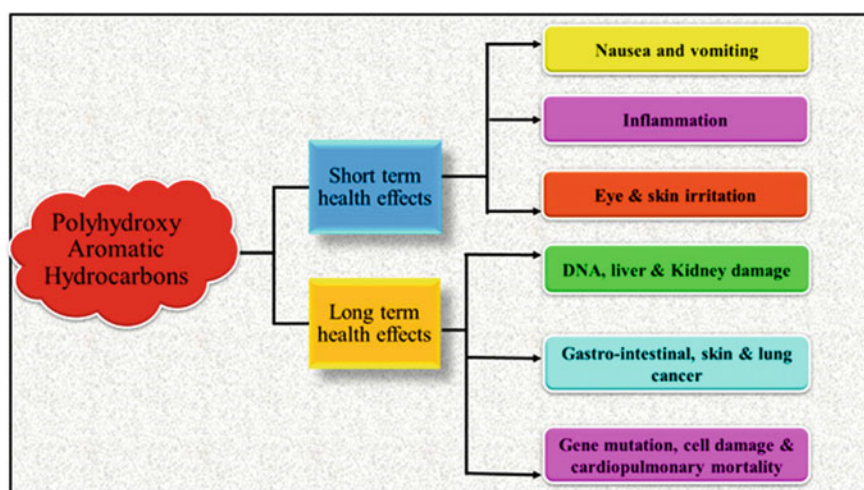 Polyhydroxy
Aromatic
Hydrocarbons
Short term
health effects
Nausea and vomiting
Inflammation
Eye & skin irritation
Long term
health effects
DNA, liver & Kidney damage
Gastro-intestinal, skin & lung
cancer
Gene mutation, cell damage &
cardiopulmonary mortality